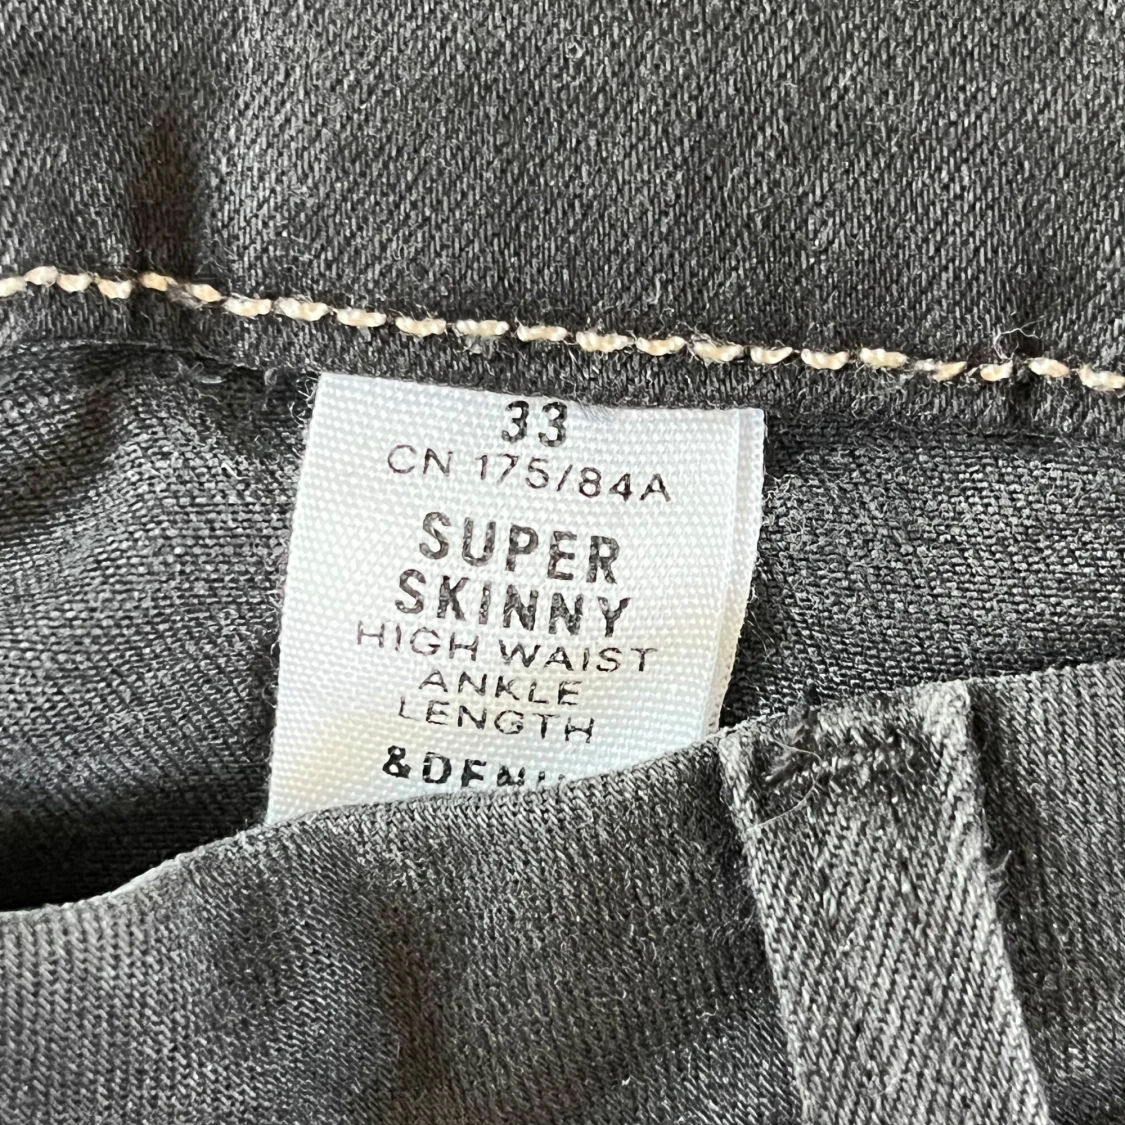 33
CN 175/84A
SUPER
SKINNY
HIGH WAIST
ANKLE
LENGTH